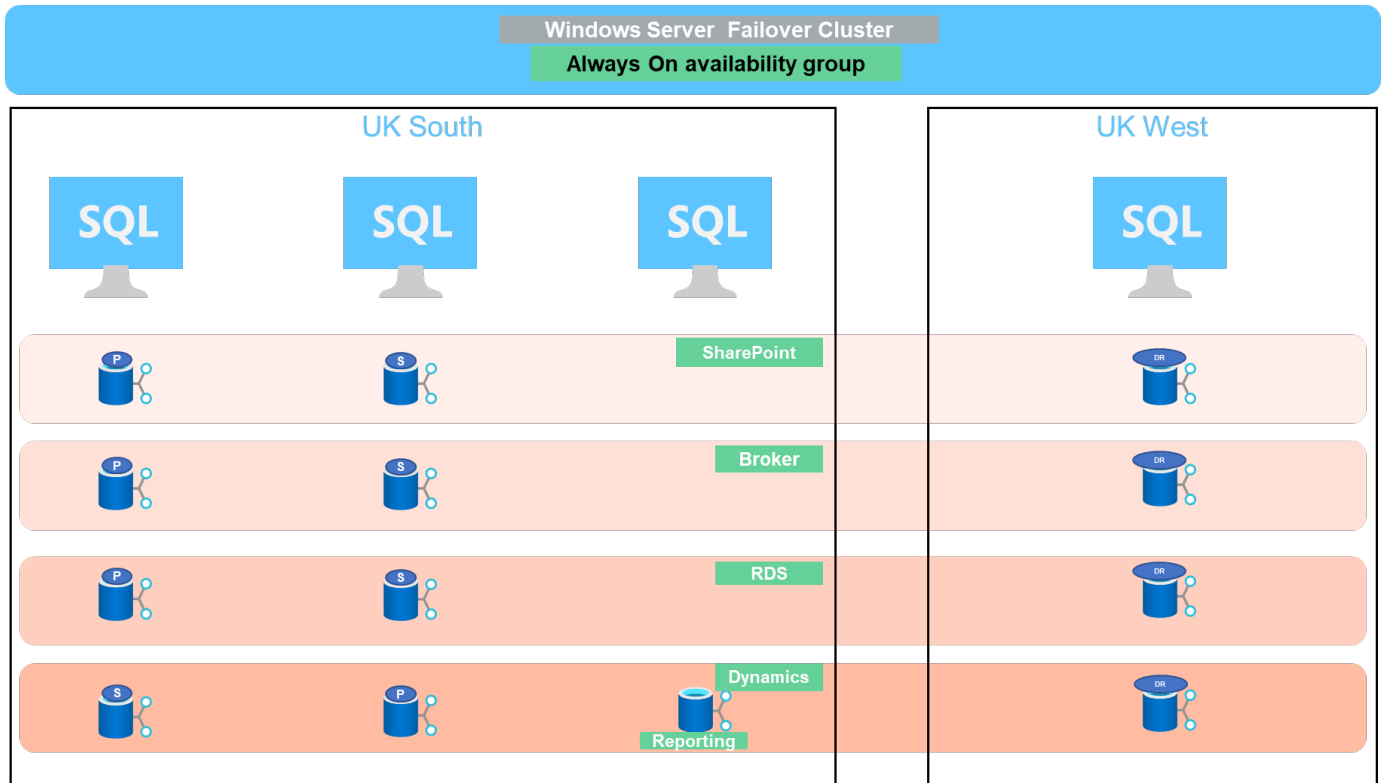 Windows Server Failover Cluster
Always On availability group
UK South
UK West
SQL
SQL
SQL
SQL
SharePoint
P
S
DR
Broker
P
S
DR
RDS
P
S
DR
Dynamics
S
P
DR
Reporting